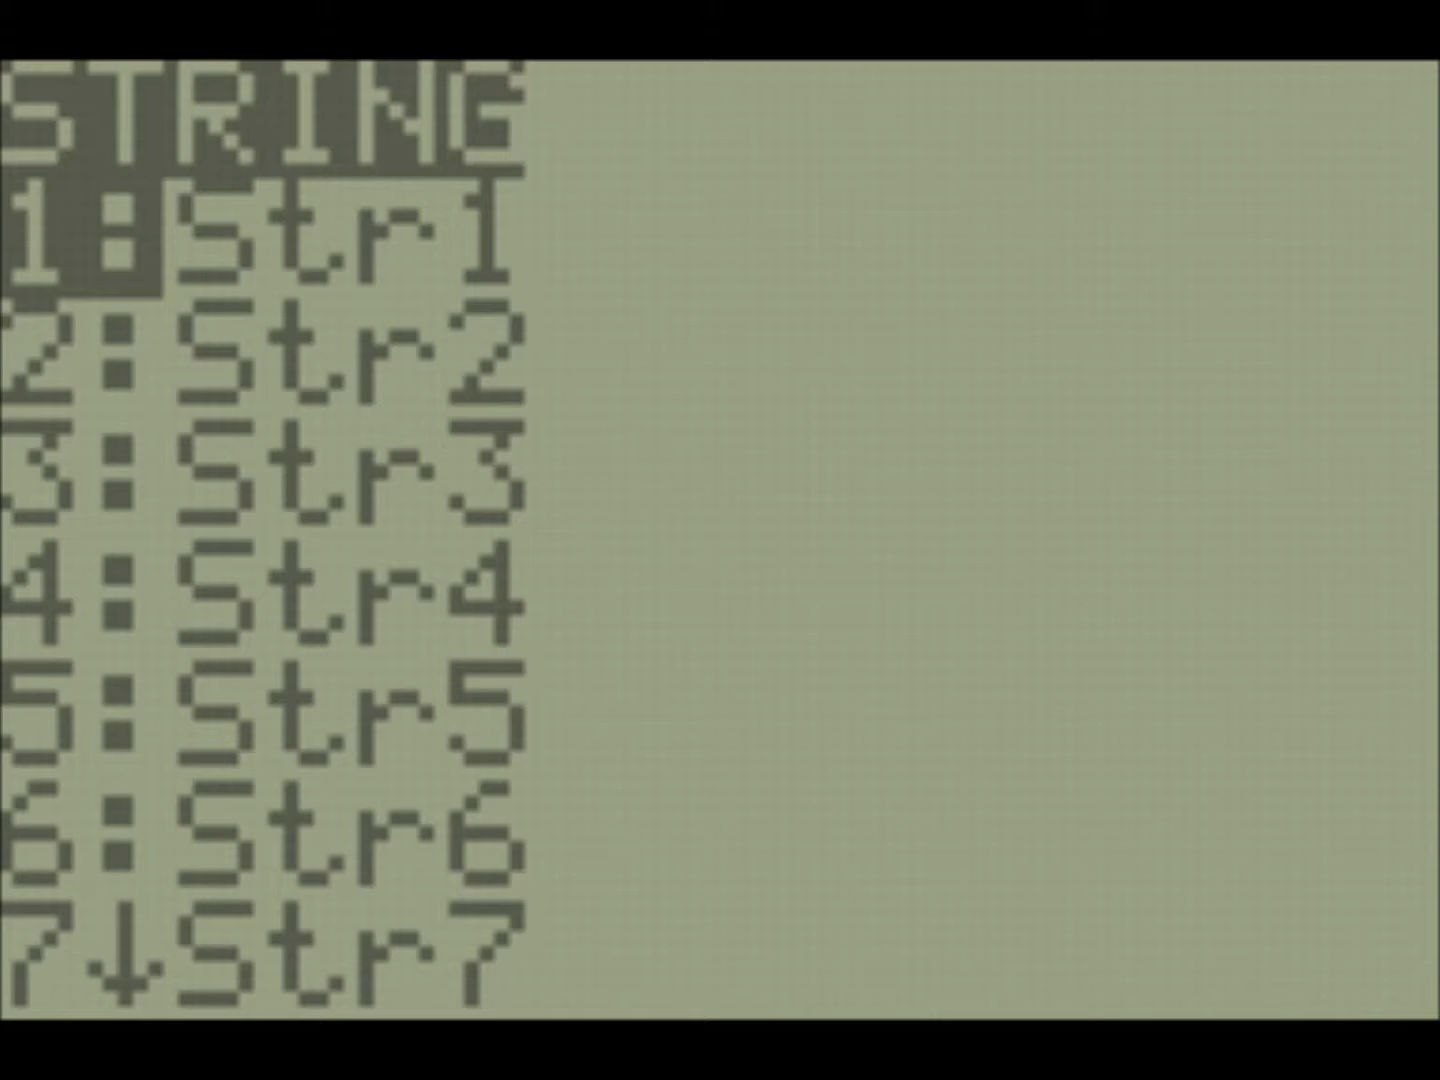 STRING
1:Str1
2:Str2
3:Str3
4:Str4
5:Str5
6:Str6
7↓Str7